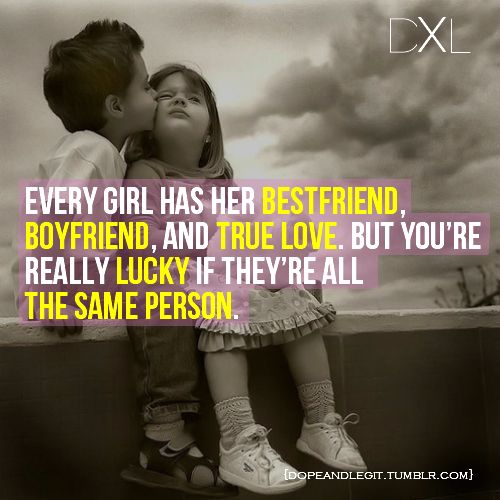 DXL
EVERY GIRL HAS HER BESTFRIEND,
BOYFRIEND, AND TRUE LOVE. BUT YOU'RE
REALLY LUCKY IF THEY'RE ALL
THE SAME PERSON.
{DOPEANDLEGIT.TUMBLR.COM}